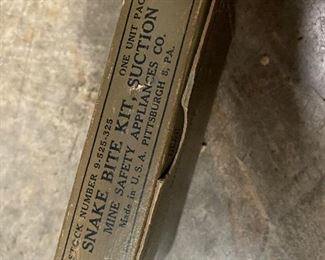 STOCK NUMBER 9-525-325 ONE UNIT PAC
SNAKE BITE KIT, SUCTION
MINE SAFETY APPLIANCES CO.
Made in U.S.A. PITTSBURGH 8, PA.